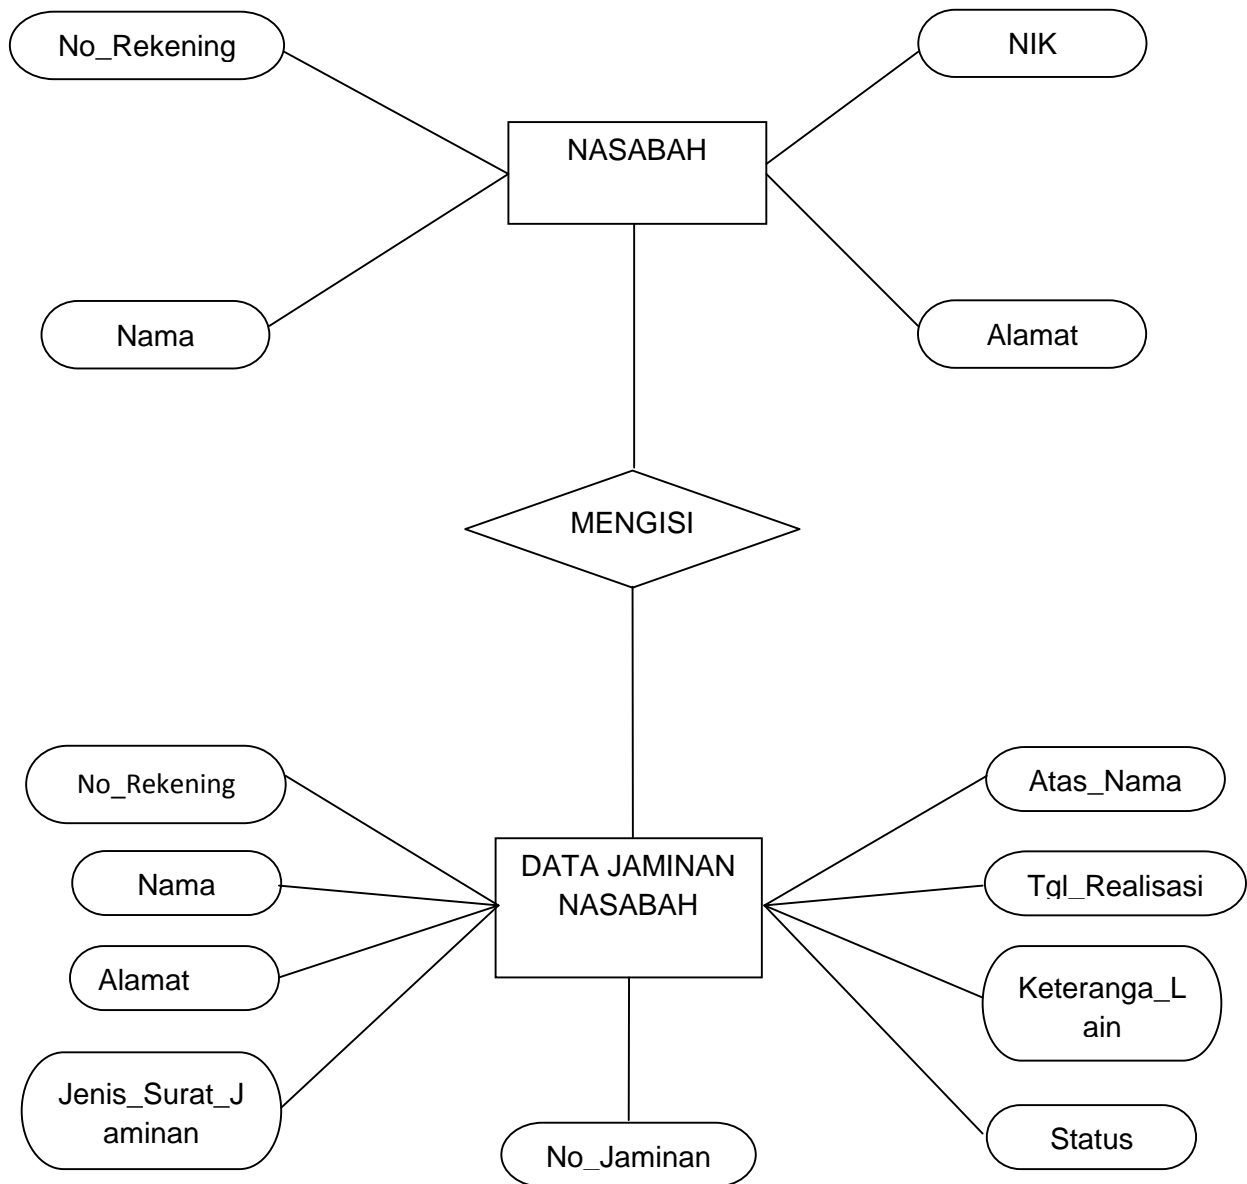 No_Rekening
NIK
NASABAH
Nama
Alamat
MENGISI
No_Rekening
Atas_Nama
DATA JAMINAN
NASABAH
Nama
Tgl_Realisasi
Alamat
Keteranga_L
ain
Jenis_Surat_J
aminan
Status
No_Jaminan